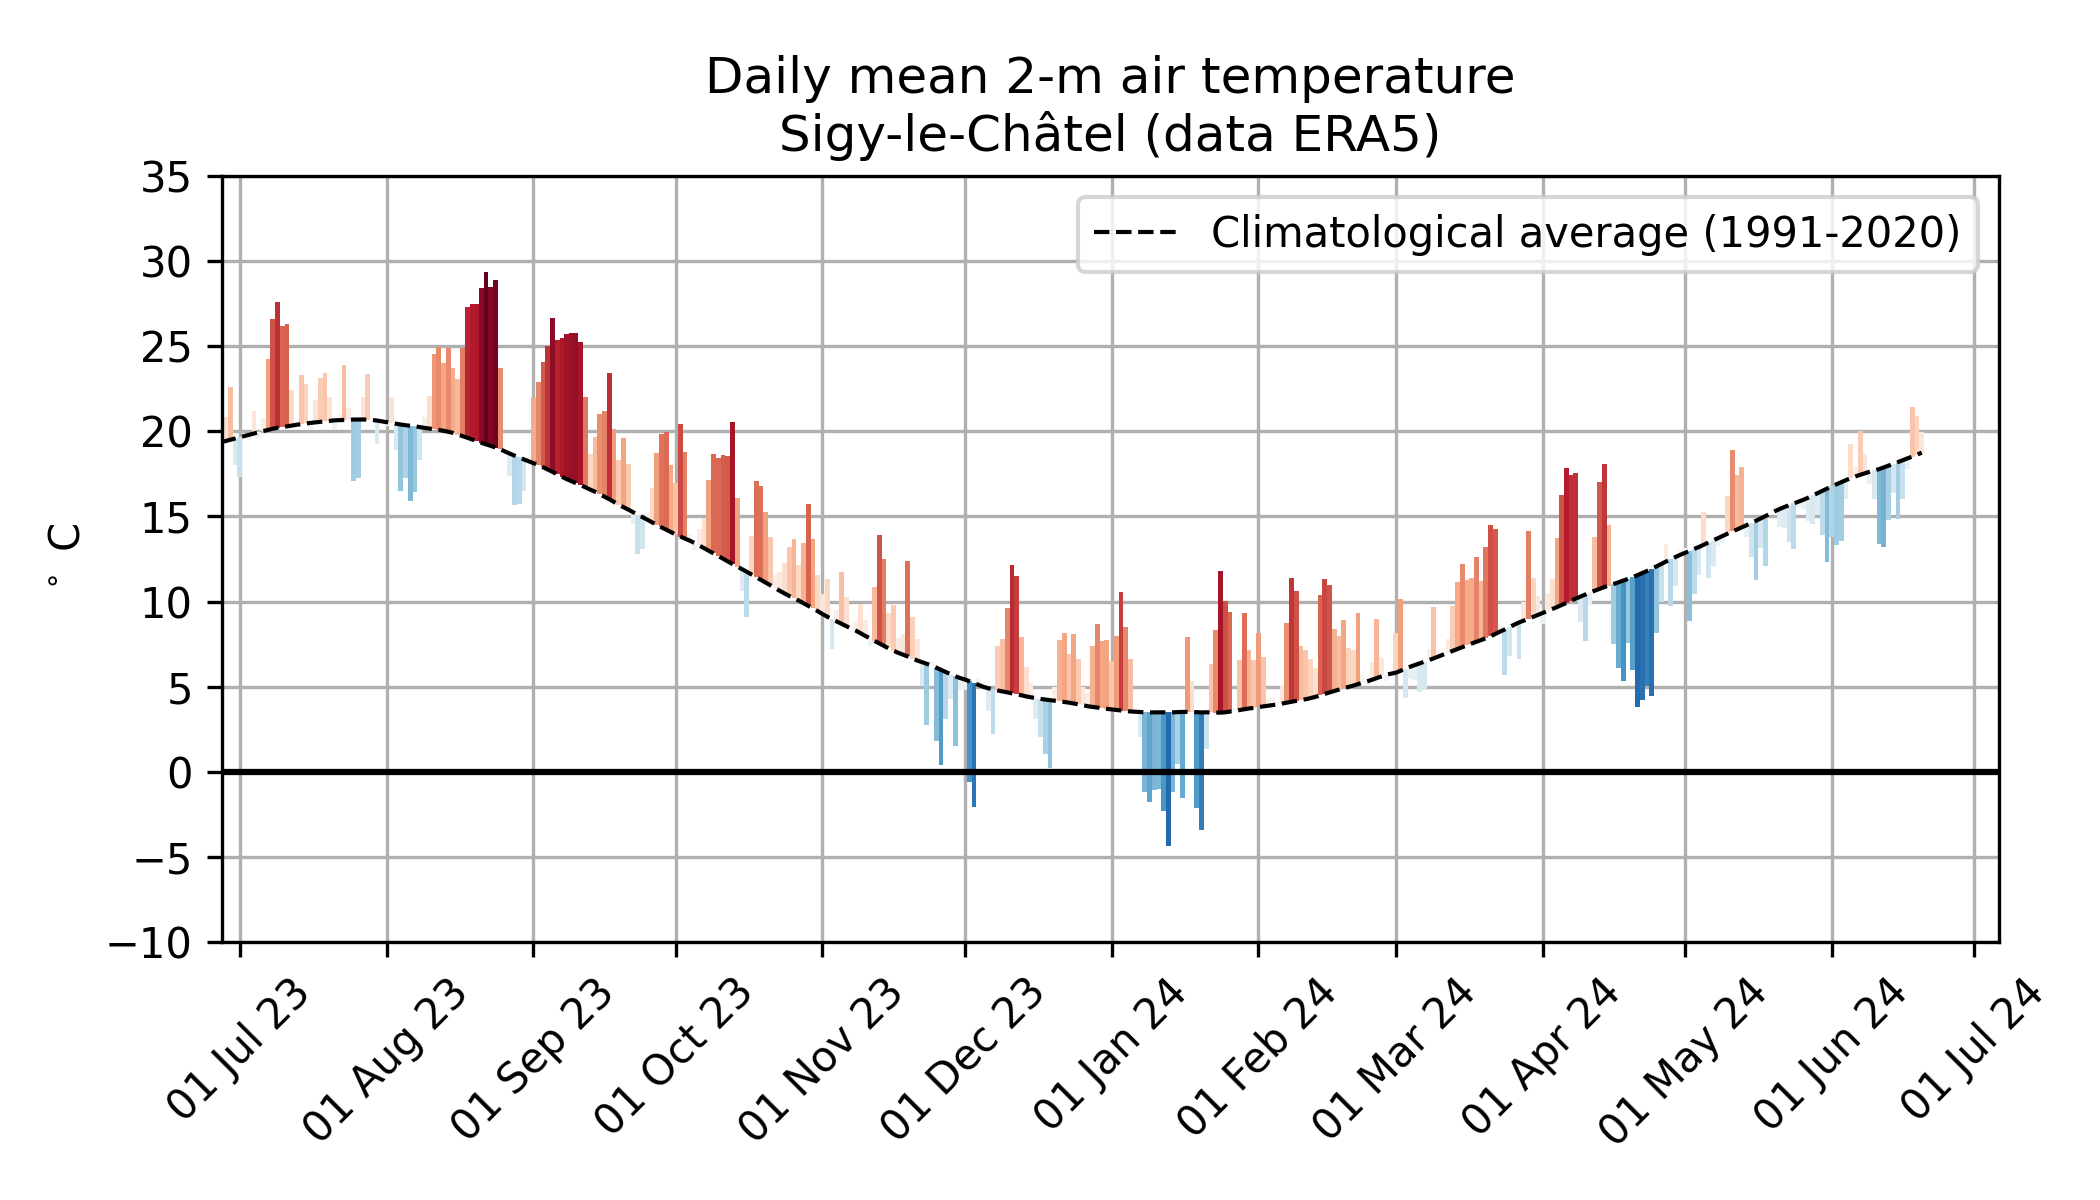 Daily mean 2-m air temperature
Sigy-le-Châtel (data ERA5)
Climatological average (1991-2020)
° C
35
30
25
20
15
10
5
0
−5
−10
01 Jul 23
01 Aug 23
01 Sep 23
01 Oct 23
01 Nov 23
01 Dec 23
01 Jan 24
01 Feb 24
01 Mar 24
01 Apr 24
01 May 24
01 Jun 24
01 Jul 24